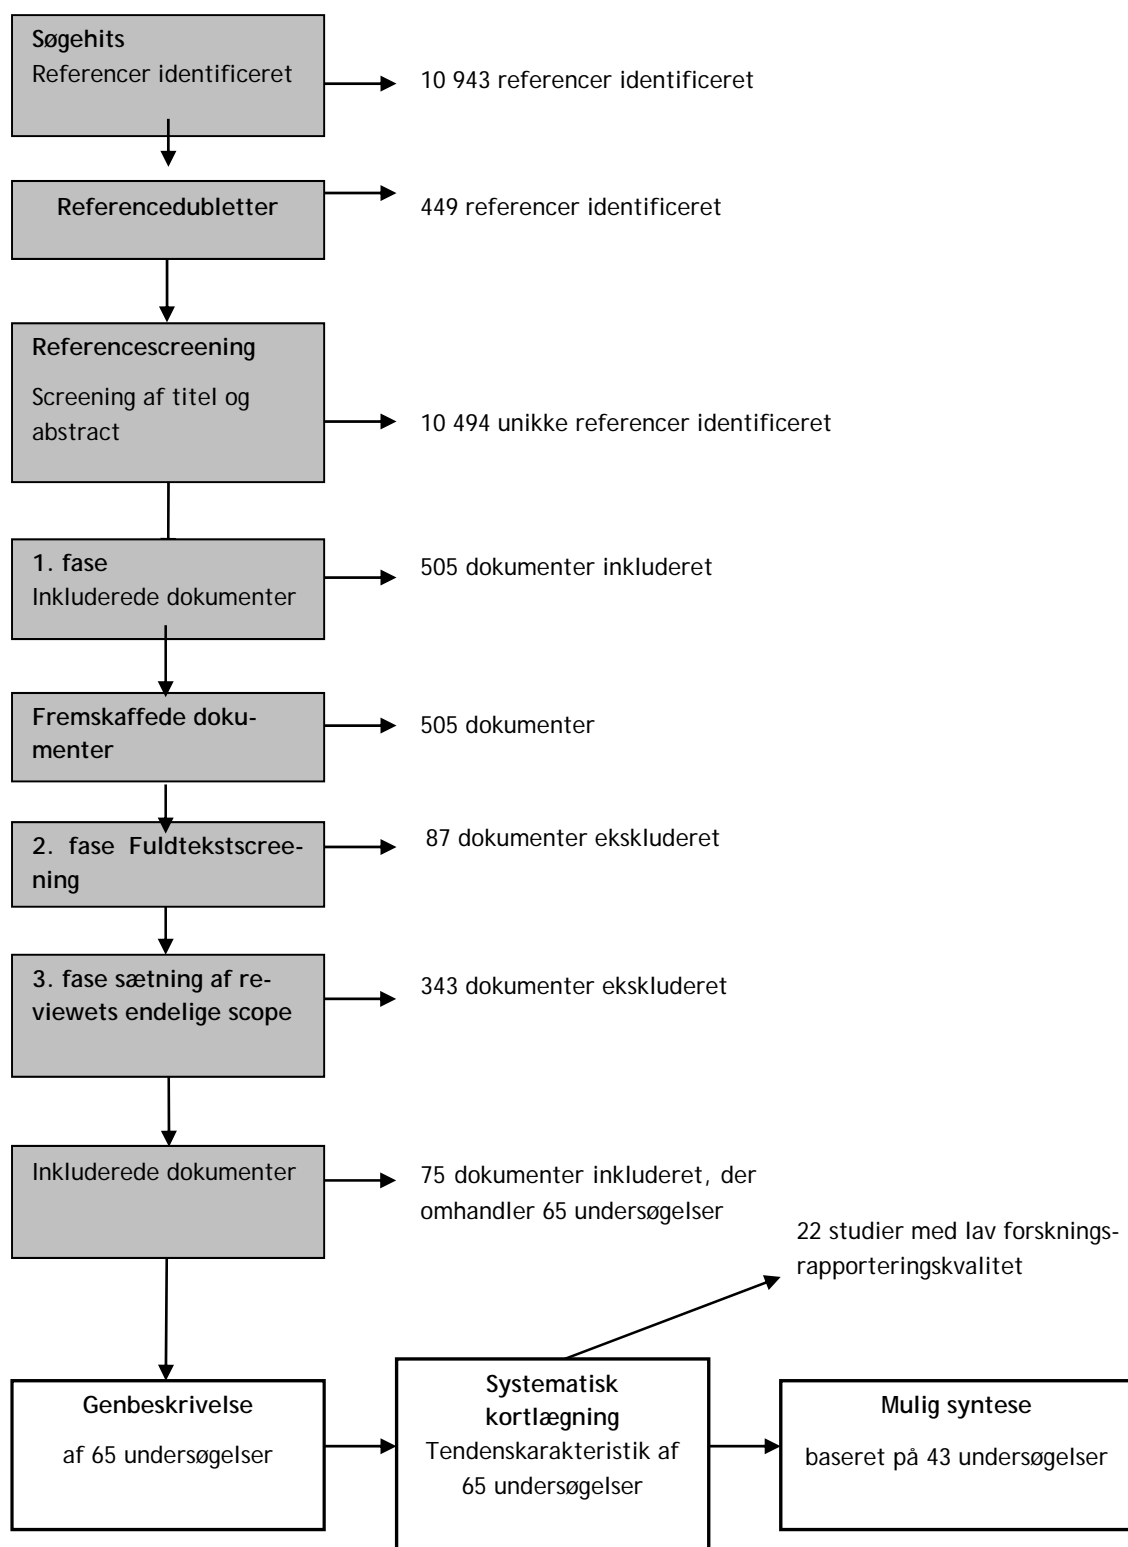 Søgehits
Referencer identificeret
10 943 referencer identificeret
Referencedubletter
449 referencer identificeret
Referencescreening
Screening af titel og
abstract
10 494 unikke referencer identificeret
1. fase
Inkluderede dokumenter
505 dokumenter inkluderet
Fremskaffede doku-
menter
505 dokumenter
2. fase Fuldtekstscree-
ning
87 dokumenter ekskluderet
3. fase sætning af re-
viewets endelige scope
343 dokumenter ekskluderet
Inkluderede dokumenter
75 dokumenter inkluderet, der
omhandler 65 undersøgelser
22 studier med lav forsknings-
rapporteringskvalitet
Genbeskrivelse
af 65 undersøgelser
Systematisk
kortlægning
Tendenskarakteristik af
65 undersøgelser
Mulig syntese
baseret på 43 undersøgelser